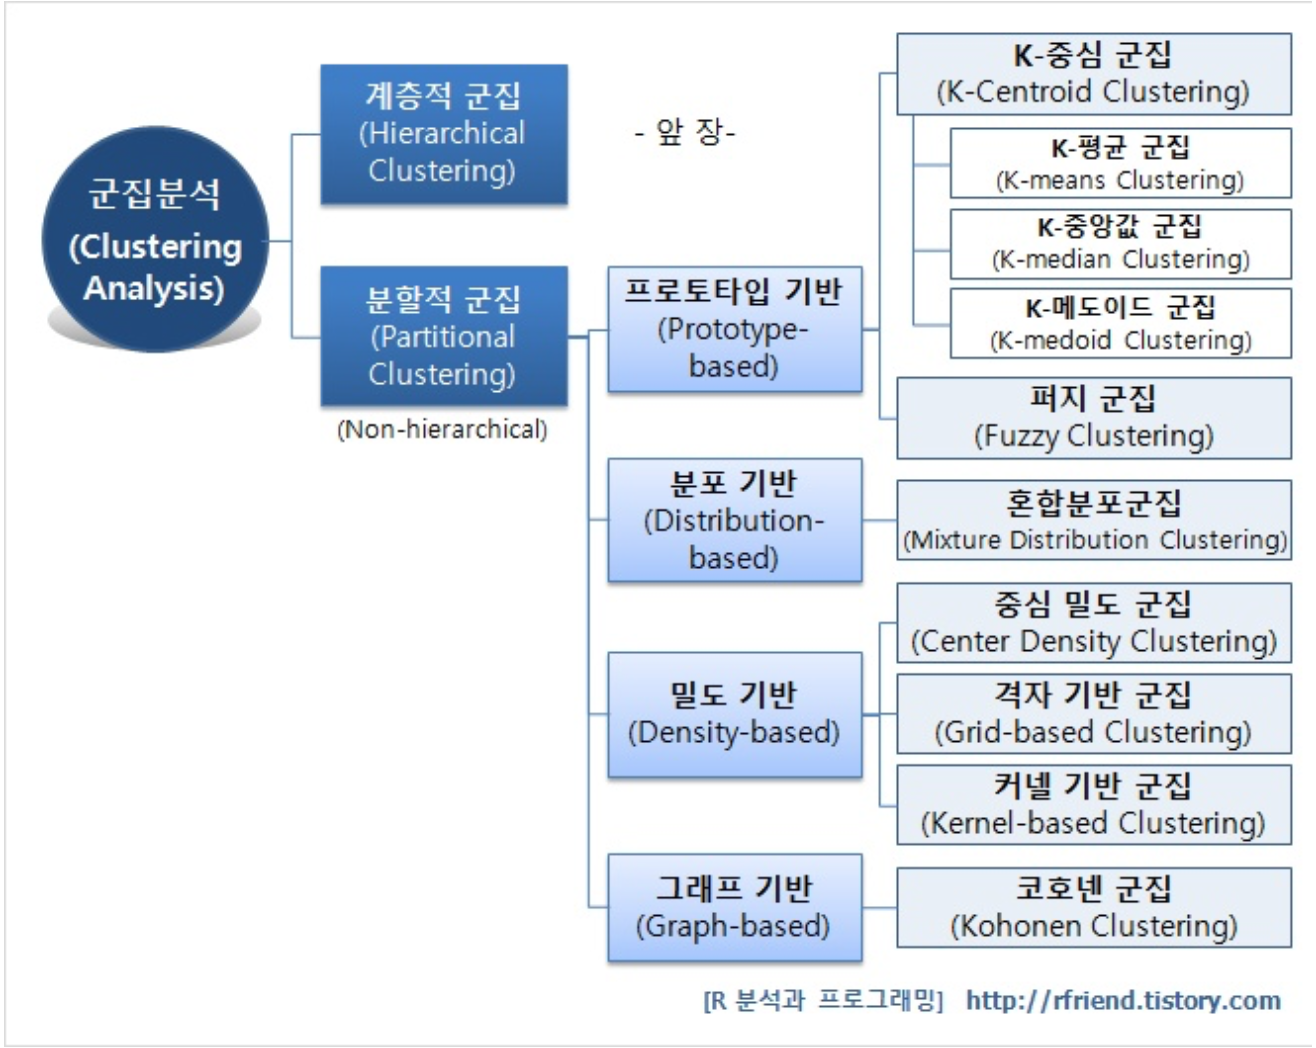 군집분석
(Clustering
Analysis)
계층적 군집
(Hierarchical
Clustering)
- 앞 장-
분할적 군집
(Partitional
Clustering)
(Non-hierarchical)
프로토타입 기반
(Prototype-
based)
K-중심 군집
(K-Centroid Clustering)
K-평균 군집
(K-means Clustering)
K-중앙값 군집
(K-median Clustering)
K-메도이드 군집
(K-medoid Clustering)
퍼지 군집
(Fuzzy Clustering)
분포 기반
(Distribution-
based)
혼합분포군집
(Mixture Distribution Clustering)
밀도 기반
(Density-based)
중심 밀도 군집
(Center Density Clustering)
격자 기반 군집
(Grid-based Clustering)
커넬 기반 군집
(Kernel-based Clustering)
그래프 기반
(Graph-based)
코호넨 군집
(Kohonen Clustering)
[R 분석과 프로그래밍] http://rfriend.tistory.com